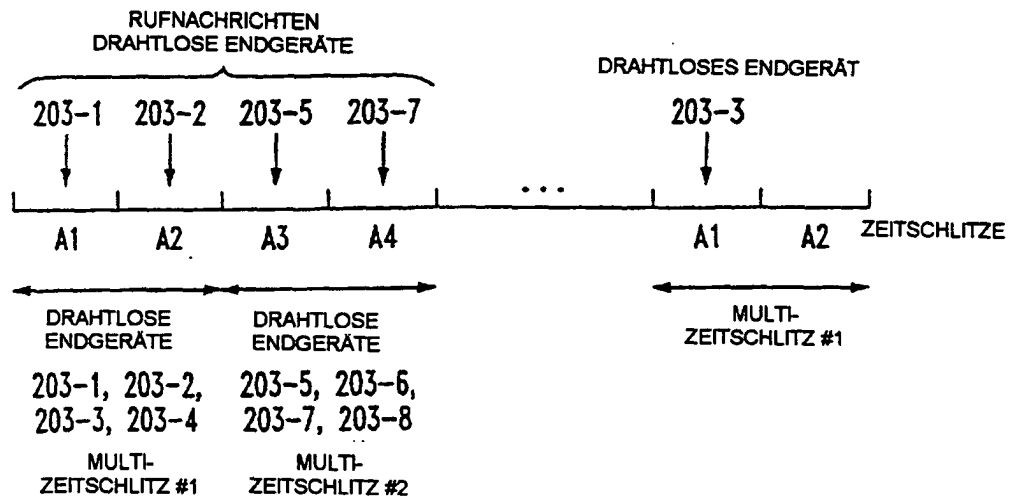 RUFNACHRICHTEN
DRAHTLOSE ENDGERÄTE
DRAHTLOSES ENDGERÄT
203-1 203-2 203-5 203-7 203-3
...
A1 A2 A3 A4 A1 A2 ZEITSCHLITZE
DRAHTLOSE
ENDGERÄTE
203-1, 203-2,
203-3, 203-4
MULTI-
ZEITSCHLITZ #1
DRAHTLOSE
ENDGERÄTE
203-5, 203-6,
203-7, 203-8
MULTI-
ZEITSCHLITZ #2
MULTI-
ZEITSCHLITZ #1